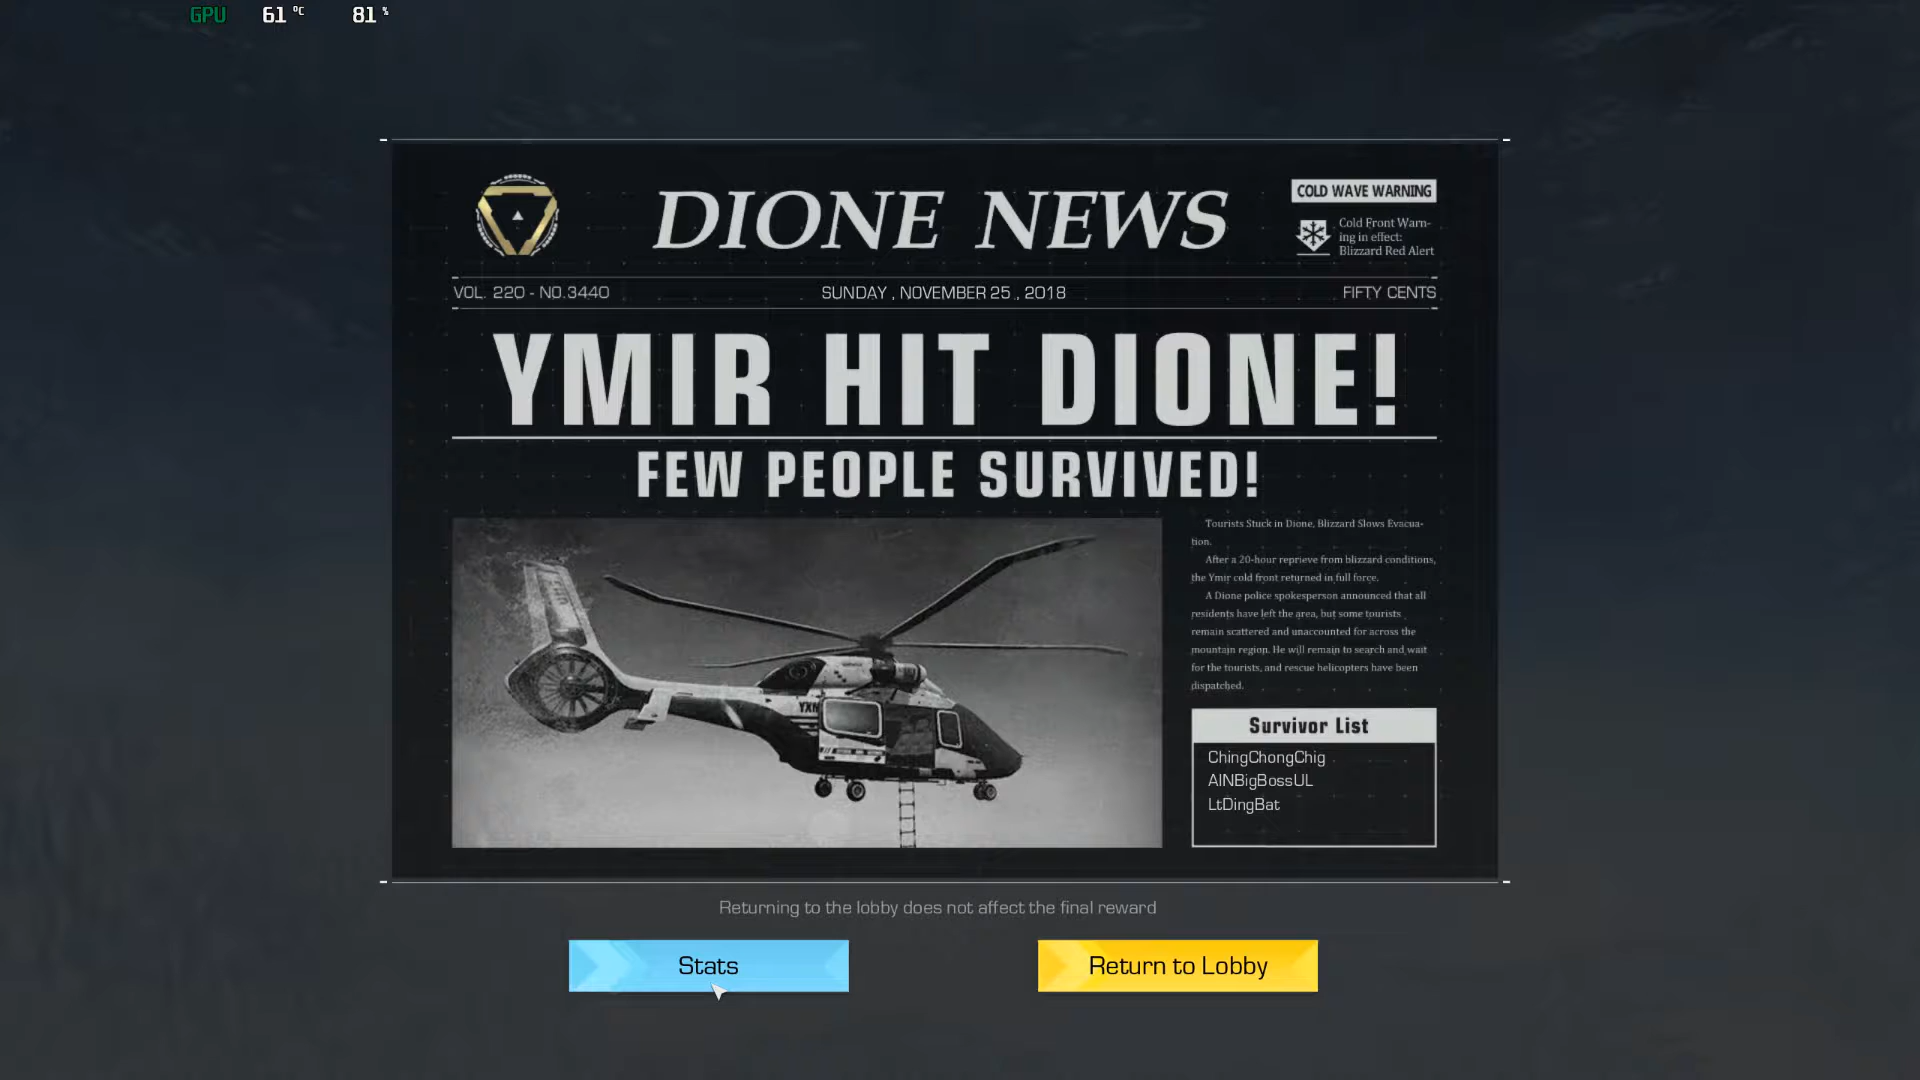 GPU 61 °C 81 %
DIONE NEWS
COLD WAVE WARNING
Cold Front Warn-
ing in effect:
Blizzard Red Alert
VOL. 220 - NO.3440
SUNDAY , NOVEMBER 25 , 2018
FIFTY CENTS
YMIR HIT DIONE!
FEW PEOPLE SURVIVED!
Tourists Stuck in Dione, Blizzard Slows Evacua-
tion.
After a 20-hour reprieve from blizzard conditions,
the Ymir cold front returned in full force.
A Dione police spokesperson announced that all
residents have left the area, but some tourists
remain scattered and unaccounted for across the
mountain region. He will remain to search and wait
for the tourists, and rescue helicopters have been
dispatched.
Survivor List
ChingChongChig
AINBigBossUL
LtDingBat
Returning to the lobby does not affect the final reward
Stats
Return to Lobby